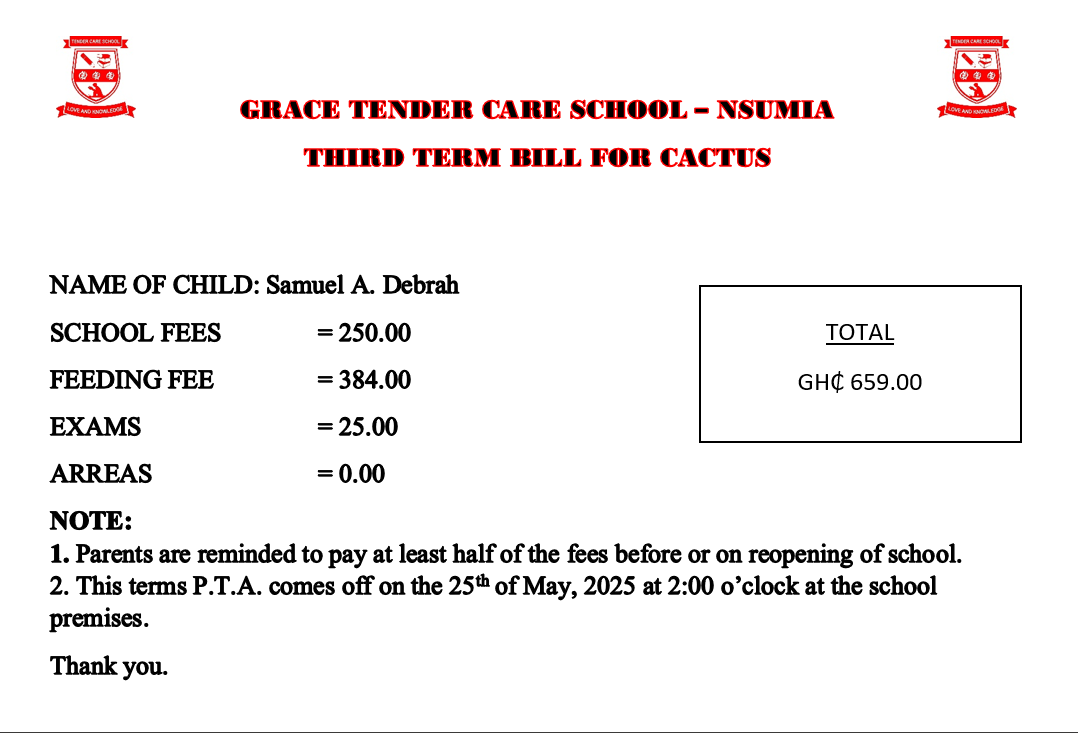 TENDER CARE SCHOOL
LOVE AND KNOWLEDGE
TENDER CARE SCHOOL
LOVE AND KNOWLEDGE
GRACE TENDER CARE SCHOOL – NSUMIA
THIRD TERM BILL FOR CACTUS
NAME OF CHILD: Samuel A. Debrah
SCHOOL FEES = 250.00
FEEDING FEE = 384.00
EXAMS = 25.00
ARREAS = 0.00
TOTAL
GH₵ 659.00
NOTE:
1. Parents are reminded to pay at least half of the fees before or on reopening of school.
2. This terms P.T.A. comes off on the 25th of May, 2025 at 2:00 o’clock at the school
premises.
Thank you.